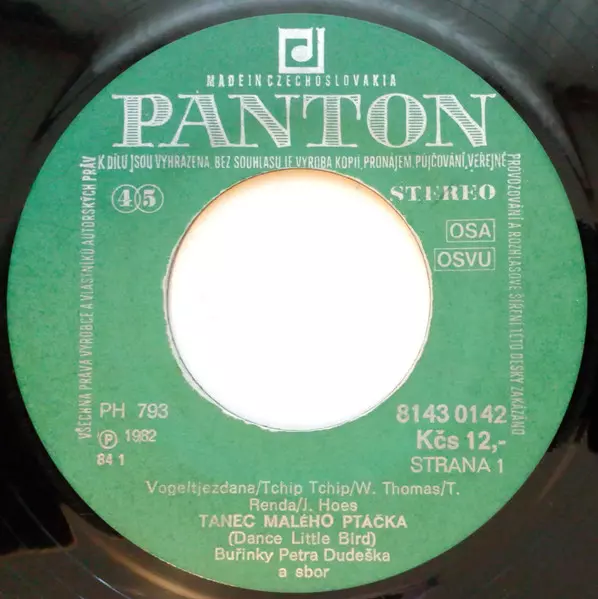 MADE IN CZECHOSLOVAKIA
PANTON
VŠECHNA PRÁVA VÝROBCE A VLASTNÍKŮ AUTORSKÝCH PRÁV K DÍLU JSOU VYHRAZENA. BEZ SOUHLASU JE VÝROBA KOPIÍ, PRONÁJEM, PŮJČOVÁNÍ, VEŘEJNÉ PROVOZOVÁNÍ A ROZHLASOVÉ ŠÍŘENÍ TÉTO DESKY ZAKÁZÁNO
45
STEREO
OSA
OSVU
PH 793
8143 0142
℗ 1982
Kčs 12,-
84 1
STRANA 1
Vogeltjezdana/Tchip Tchip/W. Thomas/T.
Renda/J. Hoes
TANEC MALÉHO PTÁČKA
(Dance Little Bird)
Buřinky Petra Dudeška
a sbor